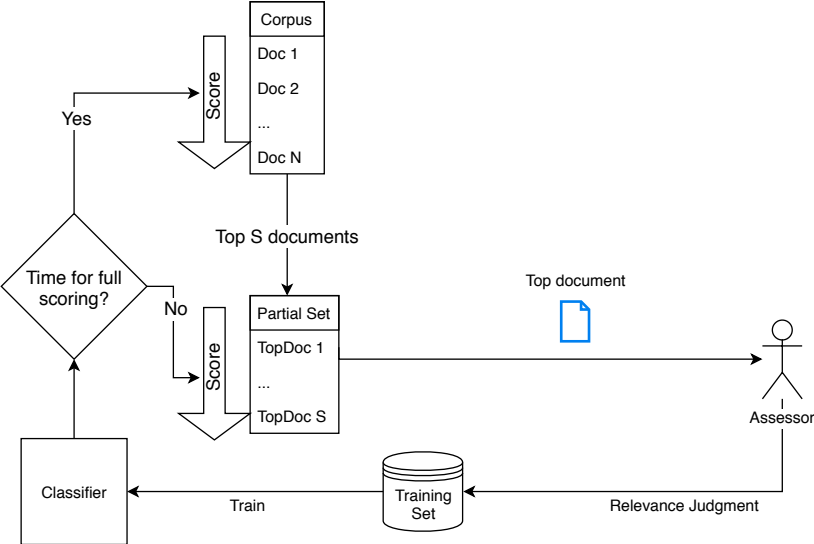 Corpus
Doc 1
Doc 2
...
Doc N
Score
Yes
Top S documents
Time for full
scoring?
No
Partial Set
TopDoc 1
...
TopDoc S
Score
Top document
Assessor
Classifier
Train
Training
Set
Relevance Judgment